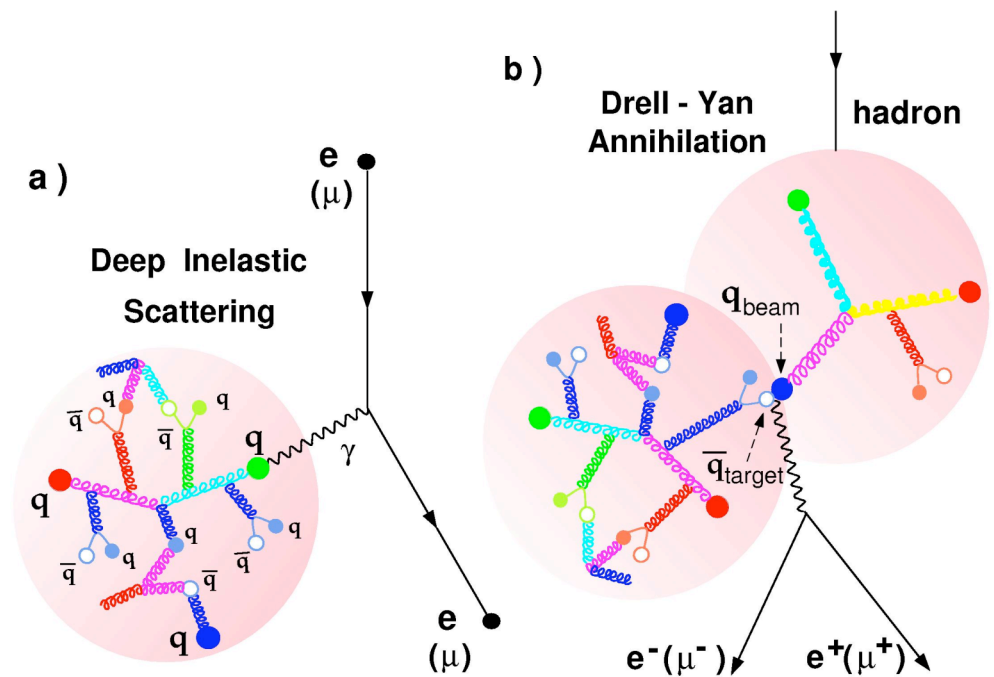 a )
Deep Inelastic
Scattering
e
(μ)
γ
q
q
q̅
q
q̅
q
q
q̅
q
q
q̅
q
q̅
q
e
(μ)
b )
Drell - Yan
Annihilation
hadron
q beam
q̅ target
e⁻(μ⁻)
e⁺(μ⁺)